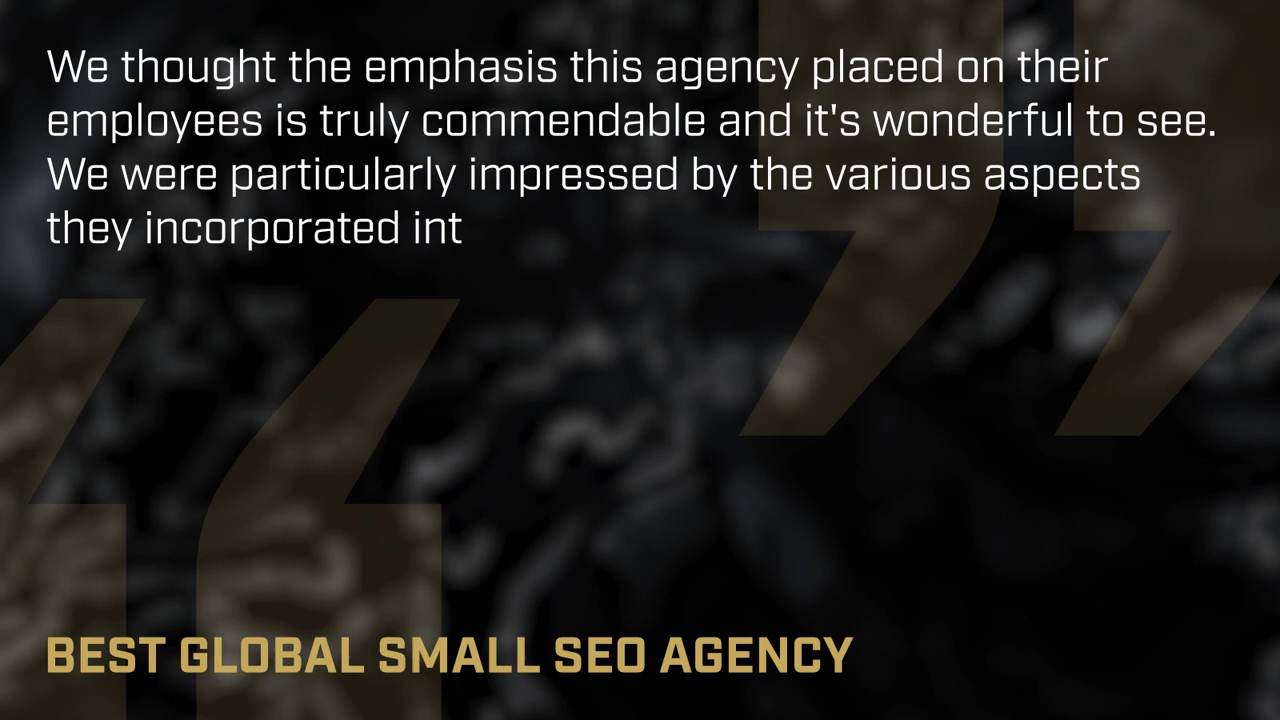 We thought the emphasis this agency placed on their
employees is truly commendable and it's wonderful to see.
We were particularly impressed by the various aspects
they incorporated int
BEST GLOBAL SMALL SEO AGENCY